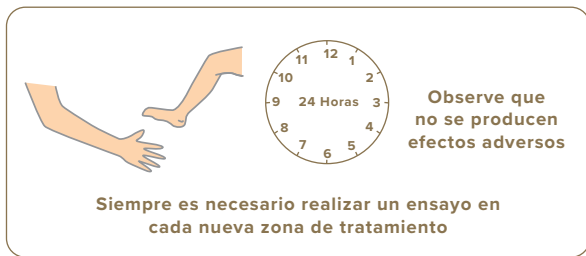 12
11
1
10
2
9
24 Horas
3
8
4
7
5
6
Observe que
no se producen
efectos adversos
Siempre es necesario realizar un ensayo en
cada nueva zona de tratamiento